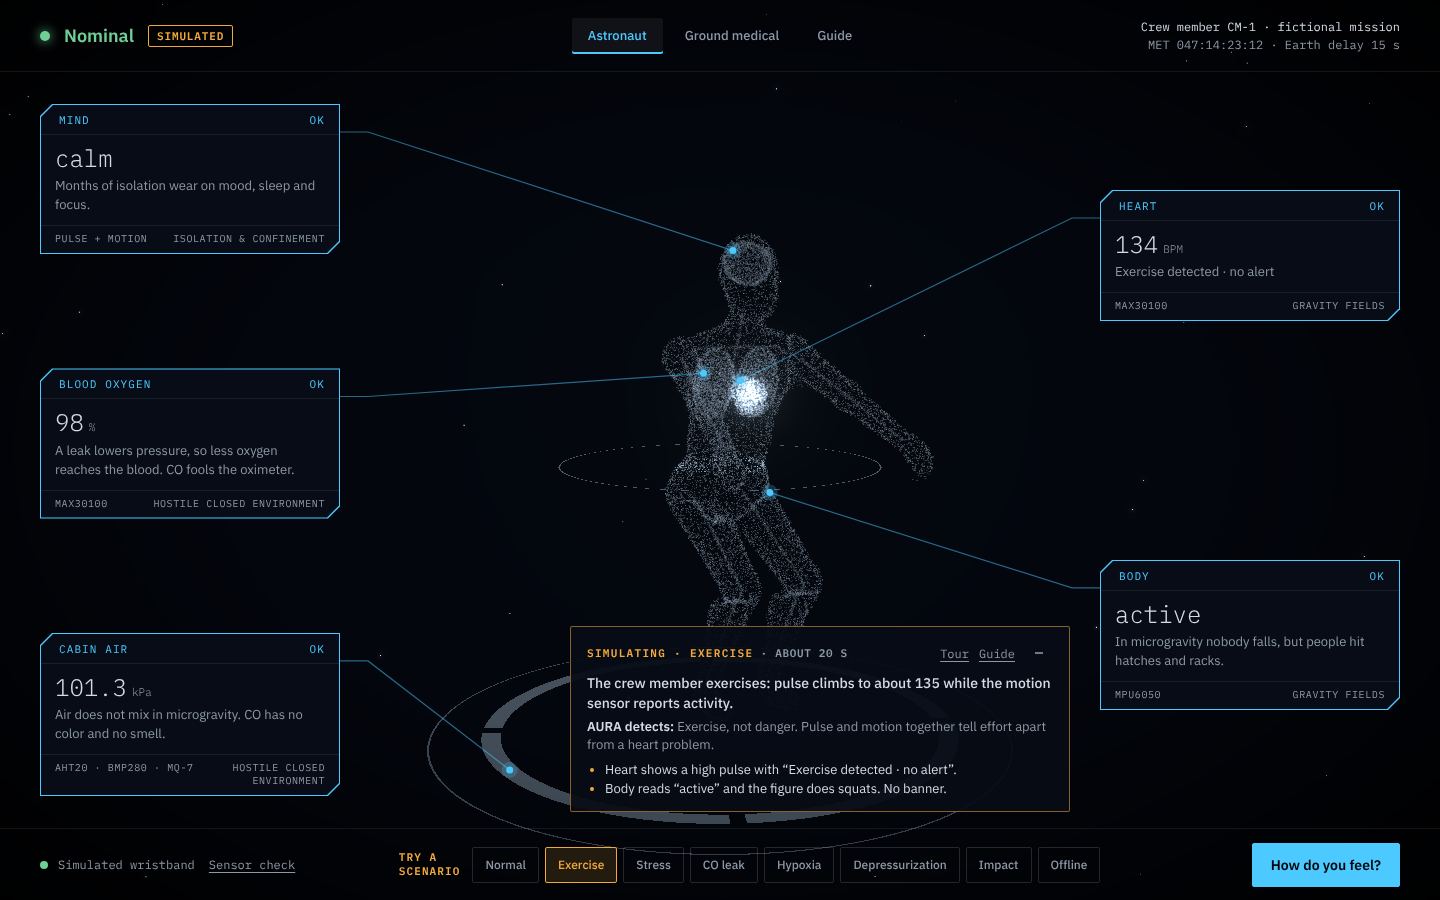 Nominal SIMULATED
Astronaut Ground medical Guide
Crew member CM-1 · fictional mission
MET 047:14:23:12 · Earth delay 15 s
MIND OK
calm
Months of isolation wear on mood, sleep and
focus.
PULSE + MOTION ISOLATION & CONFINEMENT
HEART OK
134 BPM
Exercise detected · no alert
MAX30100 GRAVITY FIELDS
BLOOD OXYGEN OK
98 %
A leak lowers pressure, so less oxygen
reaches the blood. CO fools the oximeter.
MAX30100 HOSTILE CLOSED ENVIRONMENT
BODY OK
active
In microgravity nobody falls, but people hit
hatches and racks.
MPU6050 GRAVITY FIELDS
CABIN AIR OK
101.3 kPa
Air does not mix in microgravity. CO has no
color and no smell.
AHT20 · BMP280 · MQ-7 HOSTILE CLOSED
ENVIRONMENT
SIMULATING · EXERCISE · ABOUT 20 S Tour Guide –
The crew member exercises: pulse climbs to about 135 while the motion
sensor reports activity.
AURA detects: Exercise, not danger. Pulse and motion together tell effort apart
from a heart problem.
• Heart shows a high pulse with “Exercise detected · no alert”.
• Body reads “active” and the figure does squats. No banner.
Simulated wristband Sensor check
TRY A
SCENARIO
Normal Exercise Stress CO leak Hypoxia Depressurization Impact Offline
How do you feel?